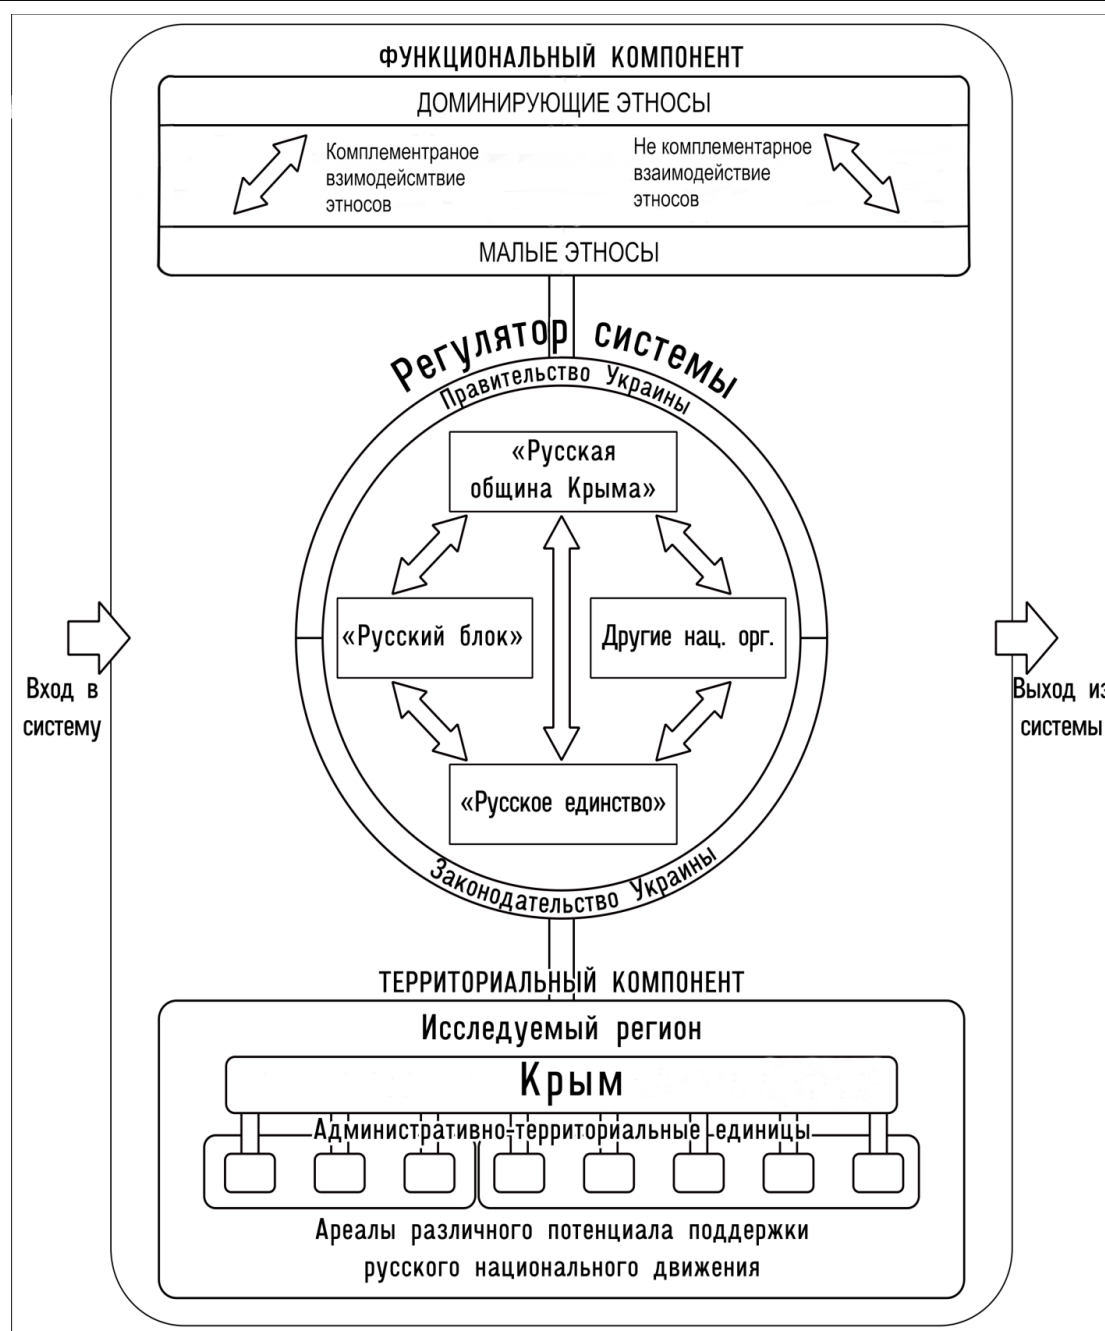 ФУНКЦИОНАЛЬНЫЙ КОМПОНЕНТ
ДОМИНИРУЮЩИЕ ЭТНОСЫ
Комплементраное
взимодейсмтвие
этносов
Не комплементарное
взаимодействие
этносов
МАЛЫЕ ЭТНОСЫ
Регулятор системы
Правительство Украины
«Русская
община Крыма»
«Русский блок»
Другие нац. орг.
«Русское единство»
Законодательство Украины
Вход в
систему
Выход из
системы
ТЕРРИТОРИАЛЬНЫЙ КОМПОНЕНТ
Исследуемый регион
Крым
Административно-территориальные единицы
Ареалы различного потенциала поддержки
русского национального движения